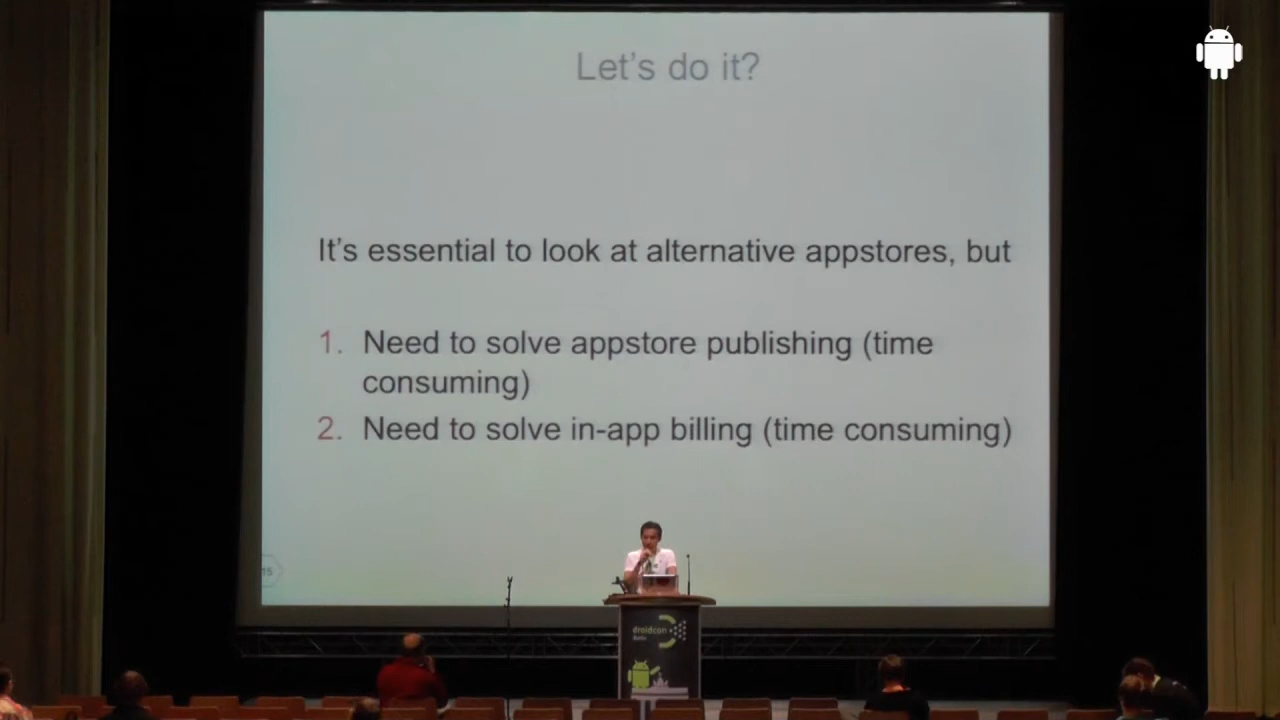 Let's do it?
It's essential to look at alternative appstores, but
1. Need to solve appstore publishing (time
consuming)
2. Need to solve in-app billing (time consuming)
15
droidcon